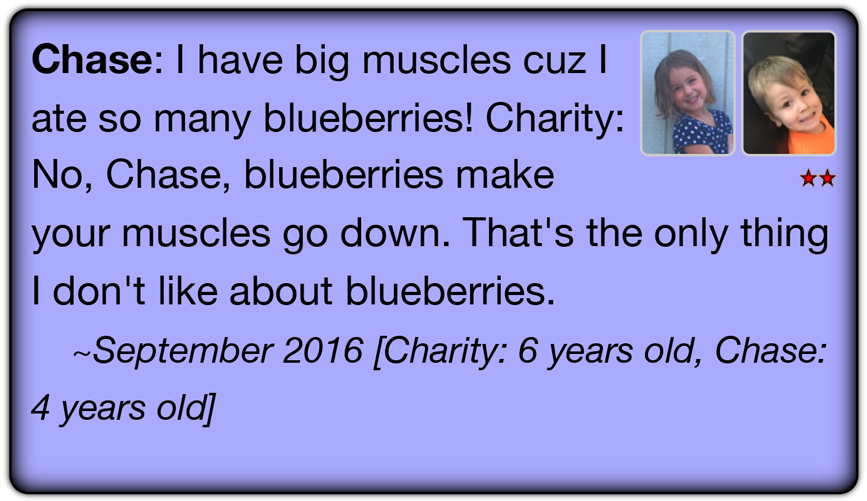 Chase: I have big muscles cuz I
ate so many blueberries! Charity:
No, Chase, blueberries make
your muscles go down. That's the only thing
I don't like about blueberries.
~September 2016 [Charity: 6 years old, Chase:
4 years old]